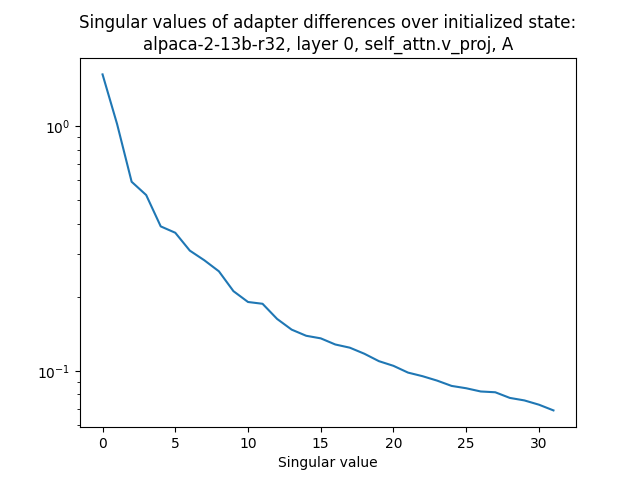 Singular values of adapter differences over initialized state:
alpaca-2-13b-r32, layer 0, self_attn.v_proj, A
10⁰
10⁻¹
0 5 10 15 20 25 30
Singular value